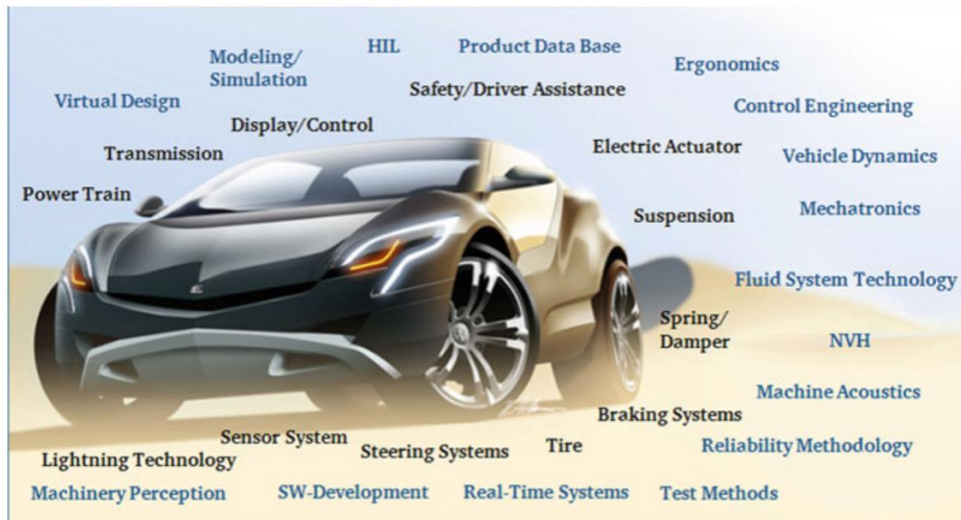 HIL
Product Data Base
Modeling/
Simulation
Ergonomics
Safety/Driver Assistance
Virtual Design
Control Engineering
Display/Control
Electric Actuator
Transmission
Vehicle Dynamics
Power Train
Suspension
Mechatronics
Fluid System Technology
Spring/
Damper
NVH
Machine Acoustics
Braking Systems
Sensor System
Steering Systems
Tire
Reliability Methodology
Lightning Technology
Machinery Perception
SW-Development
Real-Time Systems
Test Methods